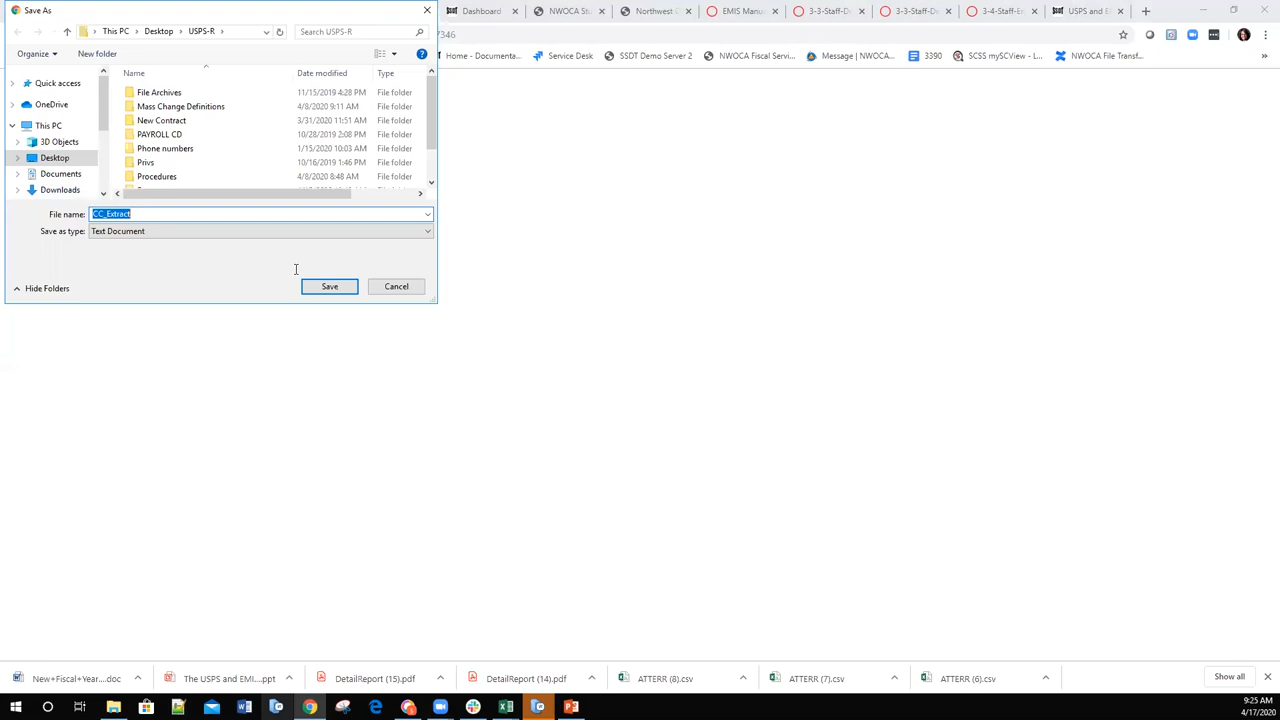 Save As
Dashboard
NWOCA Stu
Northwest C
EMIS Manu
3-3-Staff-D
3-3-Staff-De
3-4-Staff-E
USPS and E
This PC > Desktop > USPS-R >
Search USPS-R
7346
Organize
New folder
Home - Documenta...
Service Desk
SSDT Demo Server 2
NWOCA Fiscal Servi...
Message | NWOCA...
3390
SCSS mySCView - L...
NWOCA File Transf...
Name
Date modified
Type
Quick access
OneDrive
This PC
3D Objects
Desktop
Documents
Downloads
File Archives 11/15/2019 4:28 PM File folder
Mass Change Definitions 4/8/2020 9:11 AM File folder
New Contract 3/31/2020 11:51 AM File folder
PAYROLL CD 10/28/2019 2:08 PM File folder
Phone numbers 1/15/2020 10:03 AM File folder
Privs 10/16/2019 1:46 PM File folder
Procedures 4/8/2020 8:48 AM File folder
File name: CC_Extract
Save as type: Text Document
Hide Folders
Save
Cancel
New+Fiscal+Year....doc
The USPS and EMI....ppt
DetailReport (15).pdf
DetailReport (14).pdf
ATTERR (8).csv
ATTERR (7).csv
ATTERR (6).csv
Show all
9:25 AM
4/17/2020